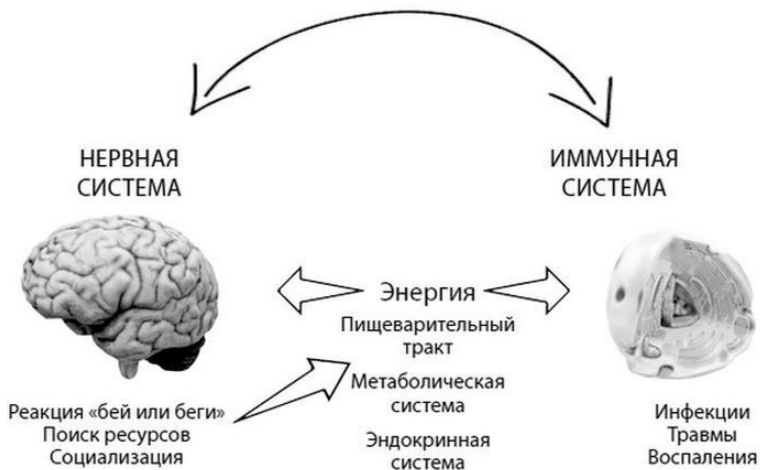 НЕРВНАЯ
СИСТЕМА
ИММУННАЯ
СИСТЕМА
Энергия
Пищеварительный
тракт
Метаболическая
система
Эндокринная
система
Реакция «бей или беги»
Поиск ресурсов
Социализация
Инфекции
Травмы
Воспаления